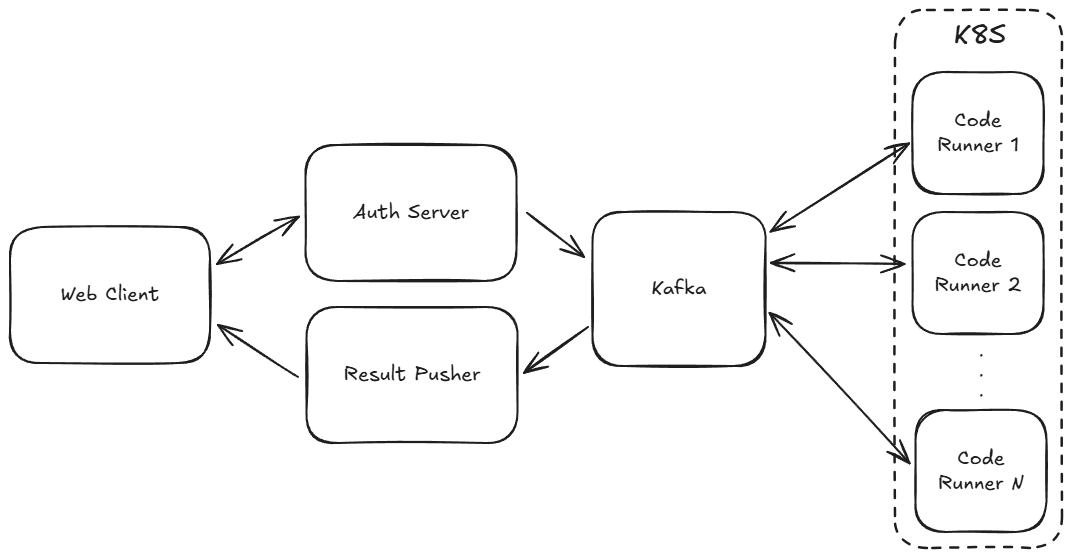 K8S
Code
Runner 1
Auth Server
Code
Runner 2
Web Client
Kafka
Result Pusher
.
.
.
Code
Runner N